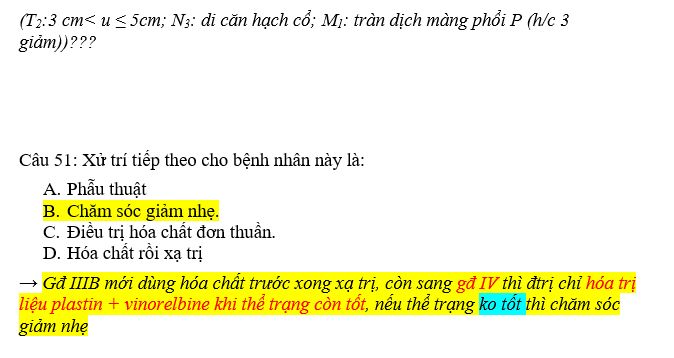 (T₂:3 cm< u ≤ 5cm; N₃: di căn hạch cổ; M₁: tràn dịch màng phổi P (h/c 3
giảm))???
Câu 51: Xử trí tiếp theo cho bệnh nhân này là:
A. Phẫu thuật
B. Chăm sóc giảm nhẹ.
C. Điều trị hóa chất đơn thuần.
D. Hóa chất rồi xạ trị
→ Gđ IIIB mới dùng hóa chất trước xong xạ trị, còn sang gđ IV thì đtrị chỉ hóa trị
liệu plastin + vinorelbine khi thể trạng còn tốt, nếu thể trạng ko tốt thì chăm sóc
giảm nhẹ